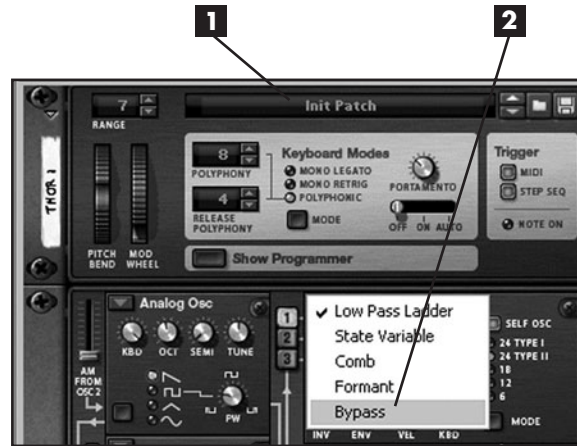 1
2
7
Init Patch
RANGE
THOR 1
8
POLYPHONY
4
RELEASE
POLYPHONY
Keyboard Modes
MONO LEGATO
MONO RETRIG
POLYPHONIC
MODE
PORTAMENTO
OFF ON AUTO
Trigger
MIDI
STEP SEQ
NOTE ON
PITCH
BEND
MOD
WHEEL
Show Programmer
AM
FROM
OSC 2
Analog Osc
KBD OCT SEMI TUNE
PW
1
2
3
✓ Low Pass Ladder
State Variable
Comb
Formant
Bypass
INV ENV VEL KBD
SELF OSC
24 TYPE I
24 TYPE II
18
12
6
MODE